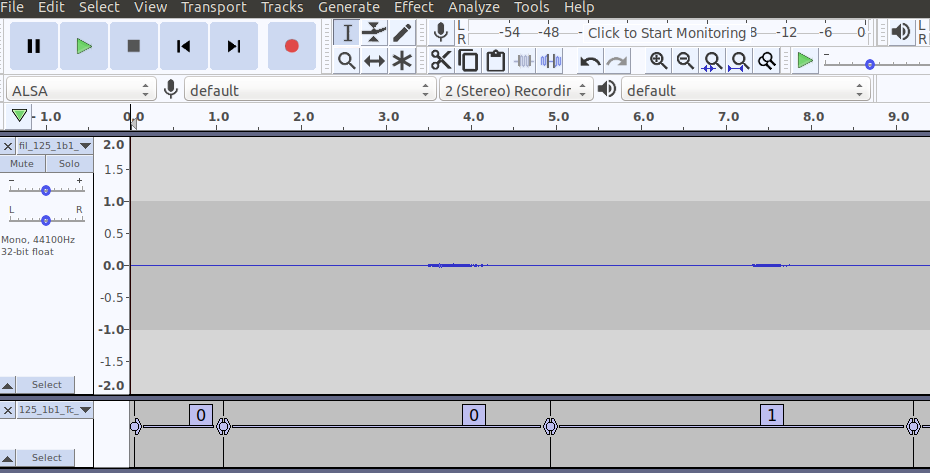 File Edit Select View Transport Tracks Generate Effect Analyze Tools Help
L R -54 -48 - Click to Start Monitoring 8 -12 -6 0 L R
ALSA default 2 (Stereo) Recordir default
- 1.0 0.0 1.0 2.0 3.0 4.0 5.0 6.0 7.0 8.0 9.0
fil_125_1b1_
Mute Solo
- +
L R
Mono, 44100Hz
32-bit float
Select
2.0
1.5
1.0
0.5
0.0
-0.5
-1.0
-1.5
-2.0
125_1b1_Tc_
0 0 1
Select